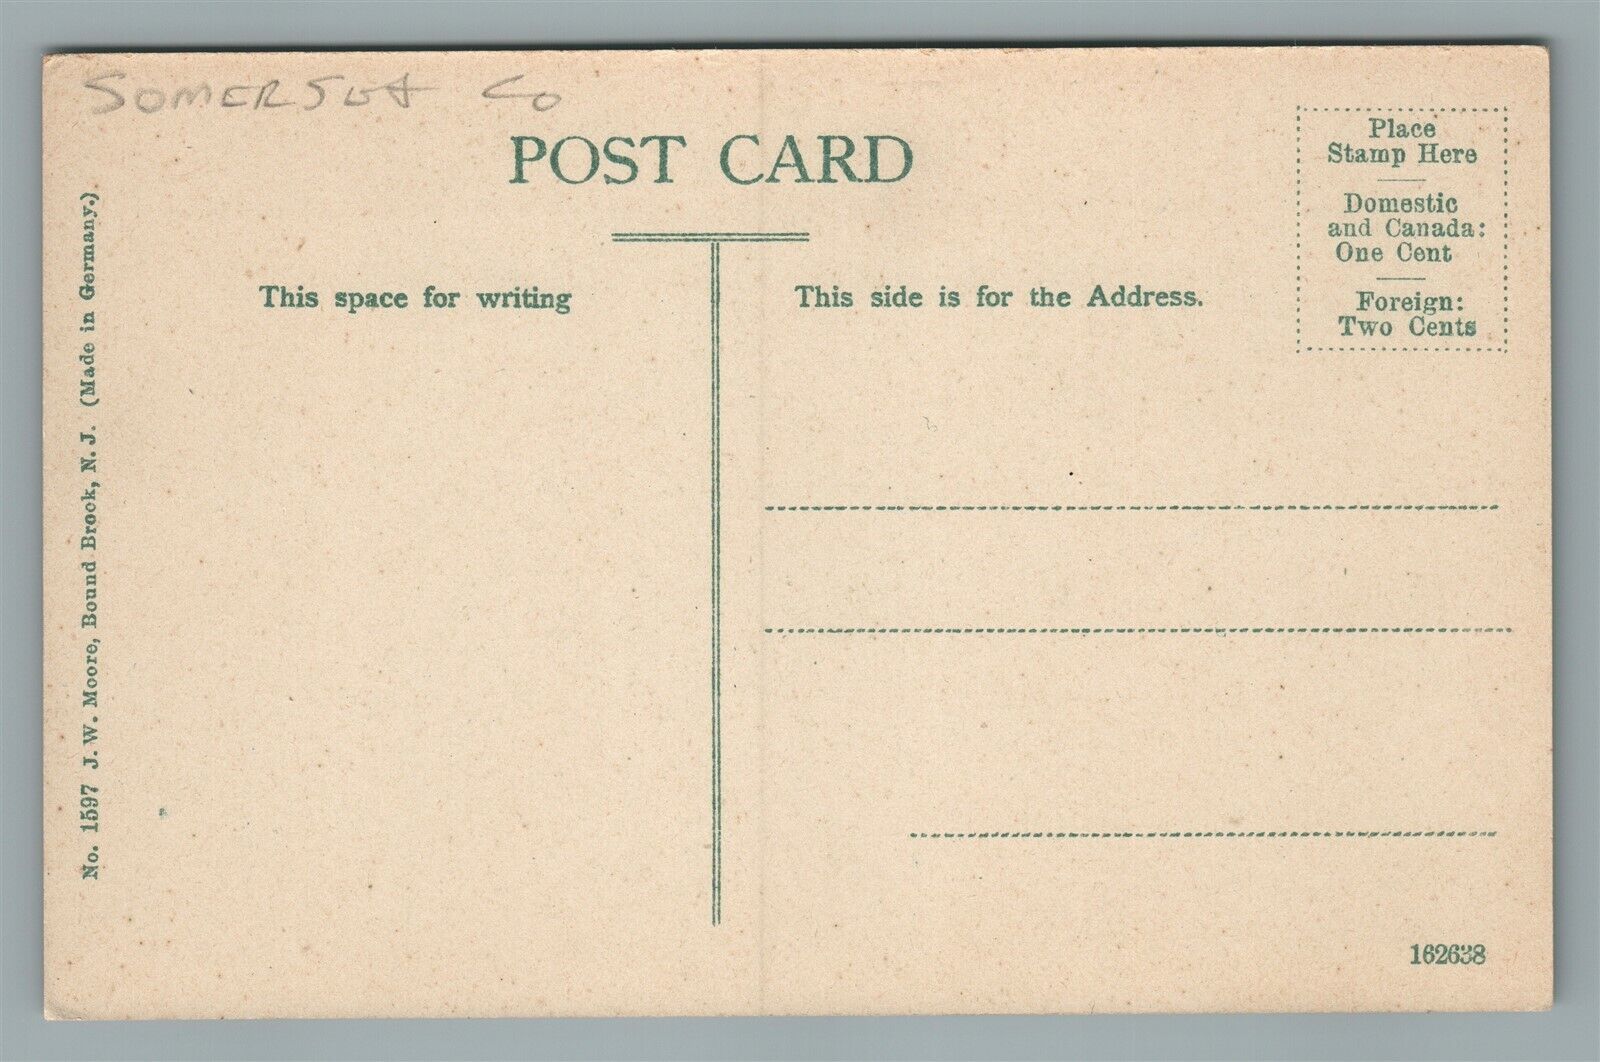 SOMERSET CO
POST CARD
Place
Stamp Here
Domestic
and Canada:
One Cent
Foreign:
Two Cents
This space for writing
This side is for the Address.
No. 1597 J. W. Moore, Bound Brook, N. J. (Made in Germany.)
162638